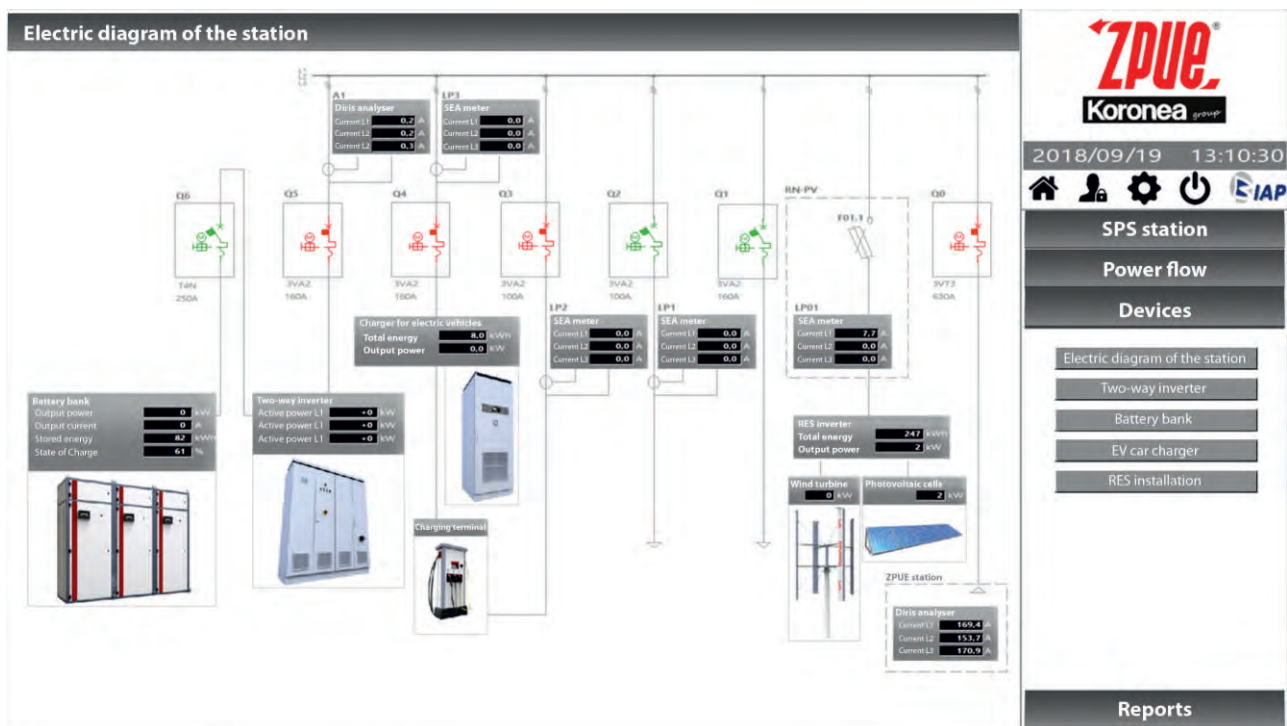 Electric diagram of the station
ZPUE
Koronea group
2018/09/19 13:10:30
IAP
SPS station
Power flow
Devices
Electric diagram of the station
Two-way inverter
Battery bank
EV car charger
RES installation
Reports
A1
Diris analyser
Current L1 0,2 A
Current L2 0,2 A
Current L2 0,3 A
LP3
SEA meter
Current L1 0,0 A
Current L2 0,0 A
Current L3 0,0 A
Q6
T4N
250A
Q5
3VA2
160A
Q4
3VA2
160A
Q3
3VA2
100A
Q2
3VA2
100A
Q1
3VA2
160A
RN-PV
F01.1
Q0
3VT3
630A
LP2
SEA meter
Current L1 0,0 A
Current L2 0,0 A
Current L3 0,0 A
LP1
SEA meter
Current L1 0,0 A
Current L2 0,0 A
Current L3 0,0 A
LP01
SEA meter
Current L1 7,7 A
Current L2 0,0 A
Current L3 0,0 A
Charger for electric vehicles
Total energy 8,0 kWh
Output power 0,0 kW
Battery bank
Output power 0 kW
Output current 0 A
Stored energy 82 kWh
State of Charge 61 %
Two-way inverter
Active power L1 +0 kW
Active power L1 +0 kW
Active power L1 +0 kW
Charging terminal
RES inverter
Total energy 247 kWh
Output power 2 kW
Wind turbine
0 kW
Photovoltaic cells
2 kW
ZPUE station
Diris analyser
Current L1 169,4 A
Current L2 153,7 A
Current L3 170,9 A